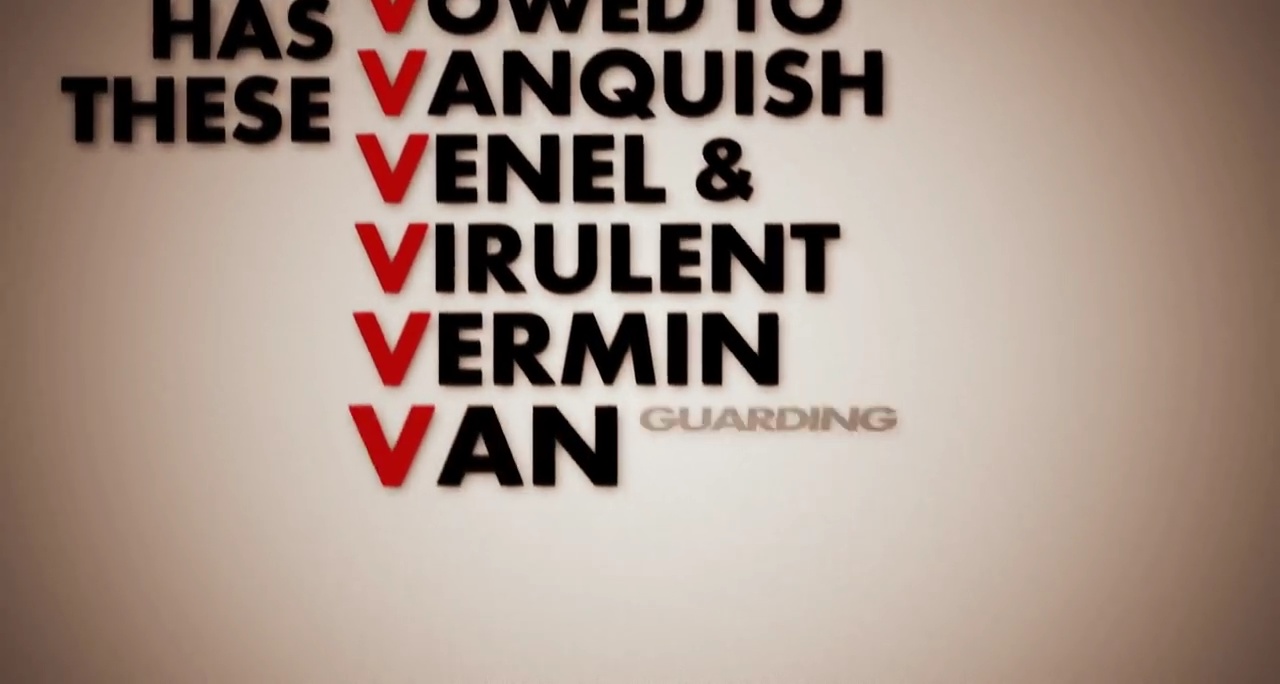 HAS VOWED TO
THESE VANQUISH
VENEL &
VIRULENT
VERMIN
VAN GUARDING